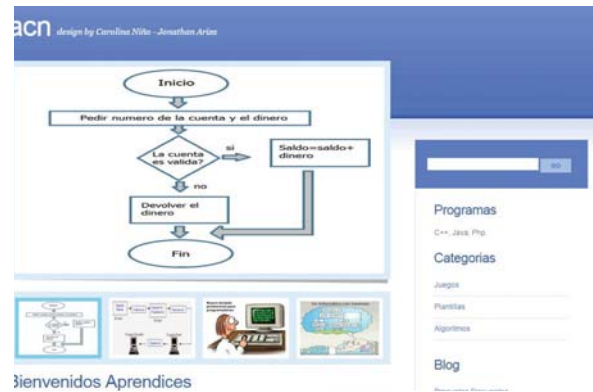 acn design by Carolina Niño - Jonathan Ariza
Inicio
Pedir numero de la cuenta y el dinero
La cuenta
es valida?
si
Saldo=saldo+
dinero
no
Devolver el
dinero
Fin
GO
Programas
C++, Java, Php
Categorias
Juegos
Plantillas
Algoritmos
Blog
Bienvenidos Aprendices